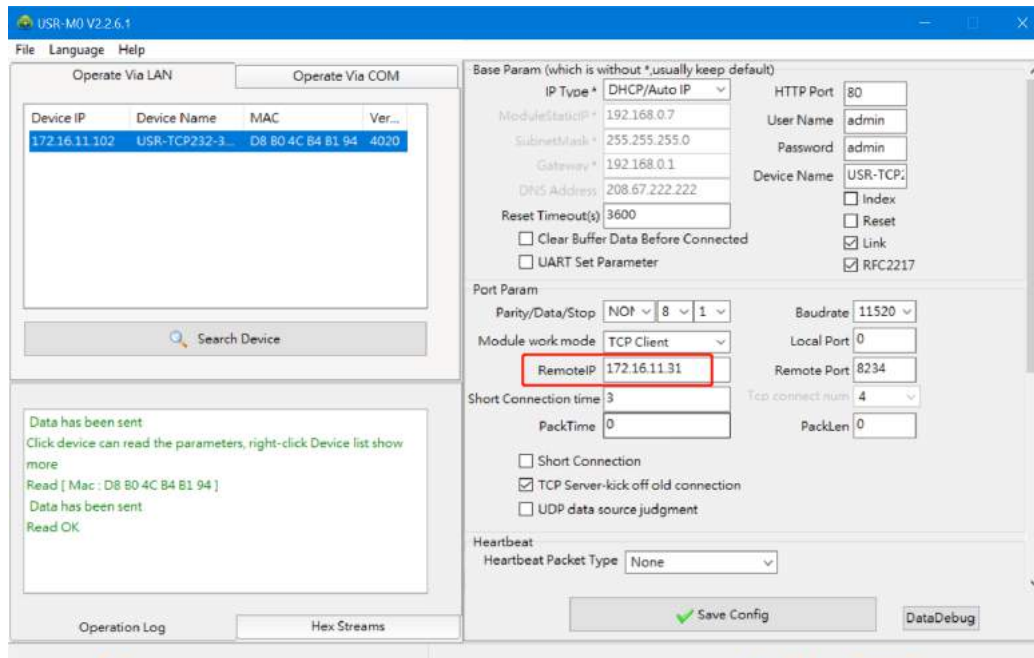 USR-M0 V2.2.6.1
File Language Help
Operate Via LAN
Operate Via COM
Device IP Device Name MAC Ver...
172.16.11.102 USR-TCP232-3... D8 B0 4C B4 B1 94 4020
Search Device
Data has been sent
Click device can read the parameters, right-click Device list show
more
Read [ Mac : D8 B0 4C B4 B1 94 ]
Data has been sent
Read OK
Operation Log
Hex Streams
Base Param (which is without *,usually keep default)
IP Type * DHCP/Auto IP
HTTP Port 80
ModuleStaticIP * 192.168.0.7
User Name admin
SubnetMask * 255.255.255.0
Password admin
Gateway * 192.168.0.1
Device Name USR-TCP2
DNS Address 208.67.222.222
Index
Reset Timeout(s) 3600
Reset
Clear Buffer Data Before Connected
Link
UART Set Parameter
RFC2217
Port Param
Parity/Data/Stop NON 8 1
Baudrate 11520
Module work mode TCP Client
Local Port 0
RemoteIP 172.16.11.31
Remote Port 8234
Short Connection time 3
Tcp connect num 4
PackTime 0
PackLen 0
Short Connection
TCP Server-kick off old connection
UDP data source judgment
Heartbeat
Heartbeat Packet Type None
Save Config
DataDebug